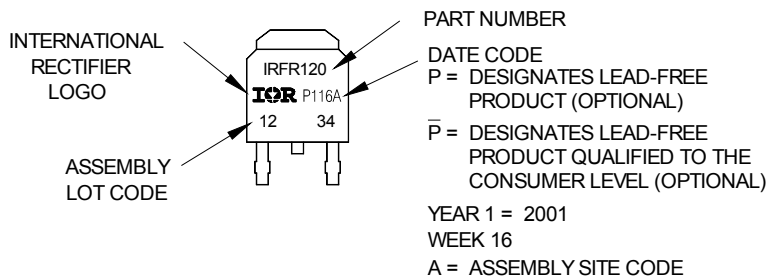 INTERNATIONAL
RECTIFIER
LOGO
ASSEMBLY
LOT CODE
IRFR120
IOR P116A
12 34
PART NUMBER
DATE CODE
P = DESIGNATES LEAD-FREE
PRODUCT (OPTIONAL)
P̅ = DESIGNATES LEAD-FREE
PRODUCT QUALIFIED TO THE
CONSUMER LEVEL (OPTIONAL)
YEAR 1 = 2001
WEEK 16
A = ASSEMBLY SITE CODE